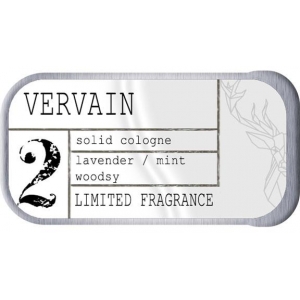 VERVAIN
2
solid cologne
lavender / mint
woodsy
LIMITED FRAGRANCE